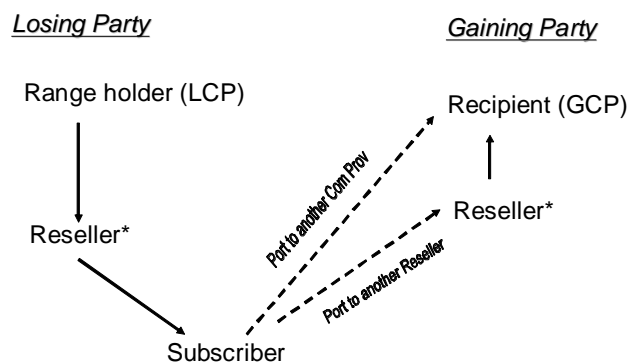 Losing Party
Gaining Party
Range holder (LCP)
Recipient (GCP)
Port to another Com Prov
Reseller*
Reseller*
Port to another Reseller
Subscriber